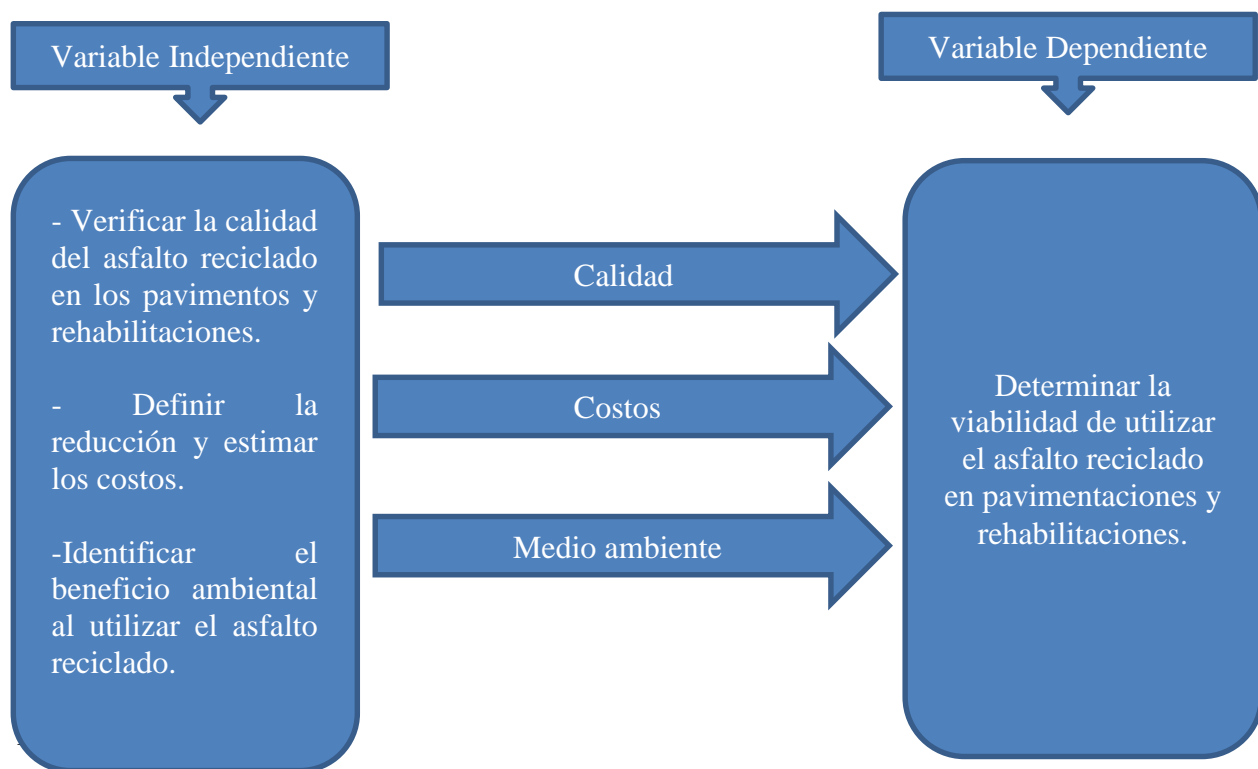 Variable Independiente
Variable Dependiente
- Verificar la calidad
del asfalto reciclado
en los pavimentos y
rehabilitaciones.
- Definir la
reducción y estimar
los costos.
-Identificar el
beneficio ambiental
al utilizar el asfalto
reciclado.
Calidad
Costos
Medio ambiente
Determinar la
viabilidad de utilizar
el asfalto reciclado
en pavimentaciones y
rehabilitaciones.